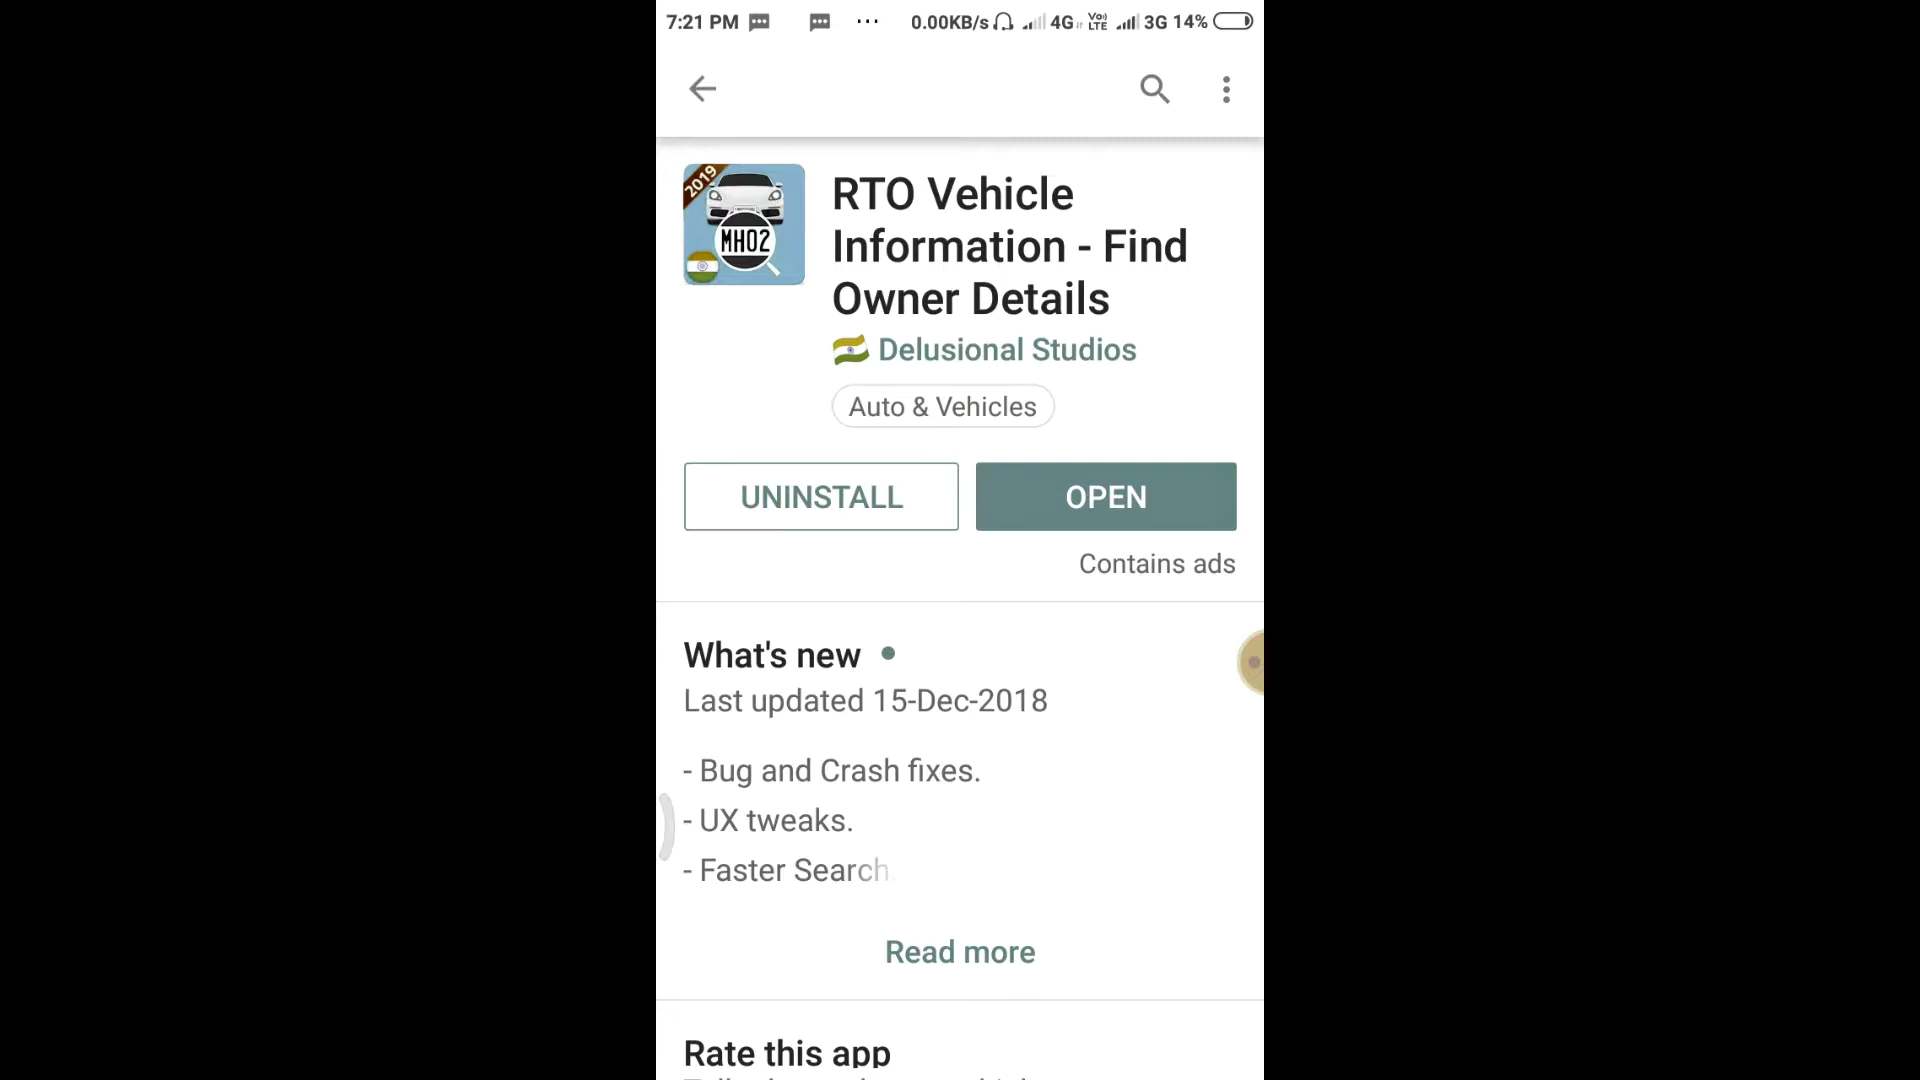 7:21 PM ... 0.00KB/s 4G VoLTE 3G 14%
2019
MH02
RTO Vehicle
Information - Find
Owner Details
Delusional Studios
Auto & Vehicles
UNINSTALL OPEN
Contains ads
What's new
Last updated 15-Dec-2018
- Bug and Crash fixes.
- UX tweaks.
- Faster Search
Read more
Rate this app